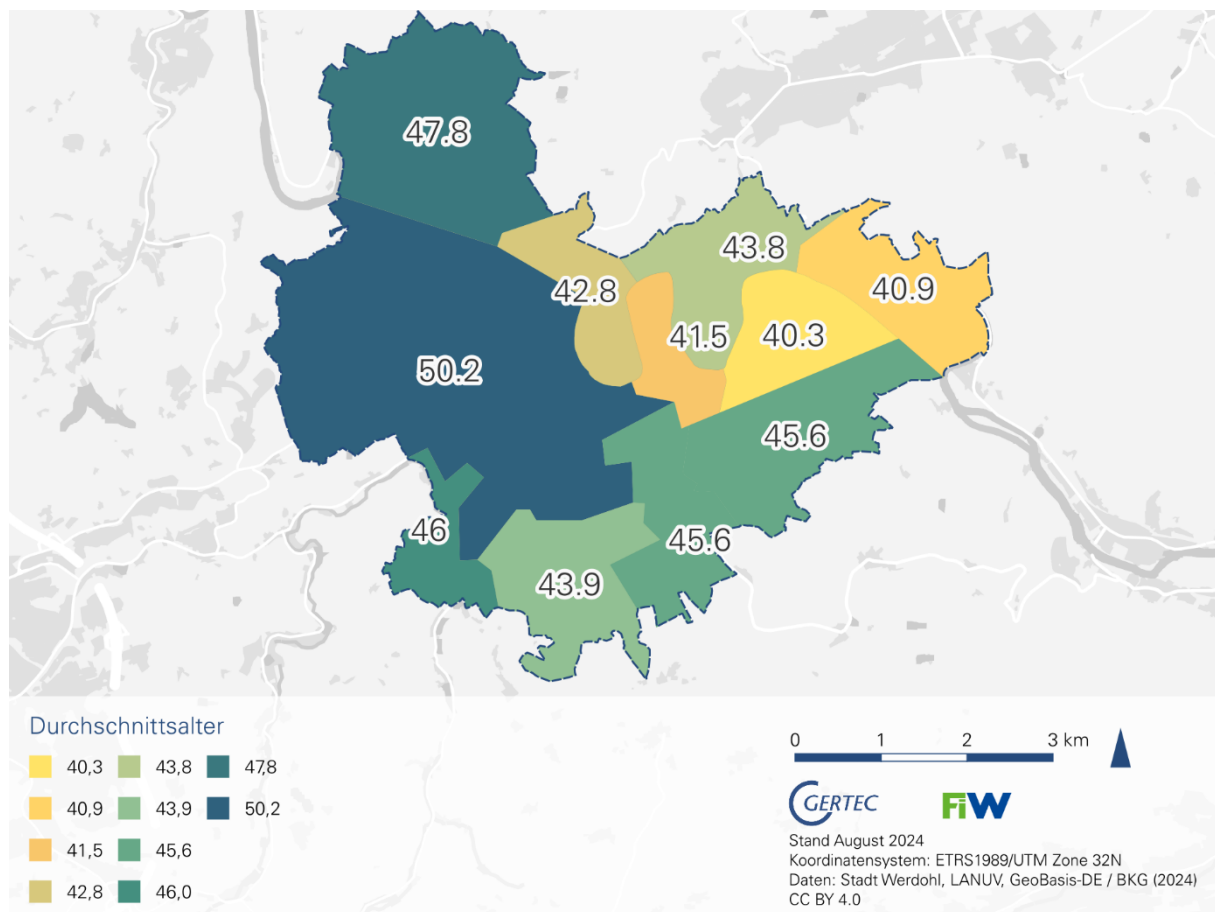 47.8
43.8
42.8
40.9
41.5
40.3
50.2
45.6
46
45.6
43.9
Durchschnittsalter
40,3
43,8
47,8
40,9
43,9
50,2
41,5
45,6
42,8
46,0
0 1 2 3 km
GERTEC
FiW
Stand August 2024
Koordinatensystem: ETRS1989/UTM Zone 32N
Daten: Stadt Werdohl, LANUV, GeoBasis-DE / BKG (2024)
CC BY 4.0